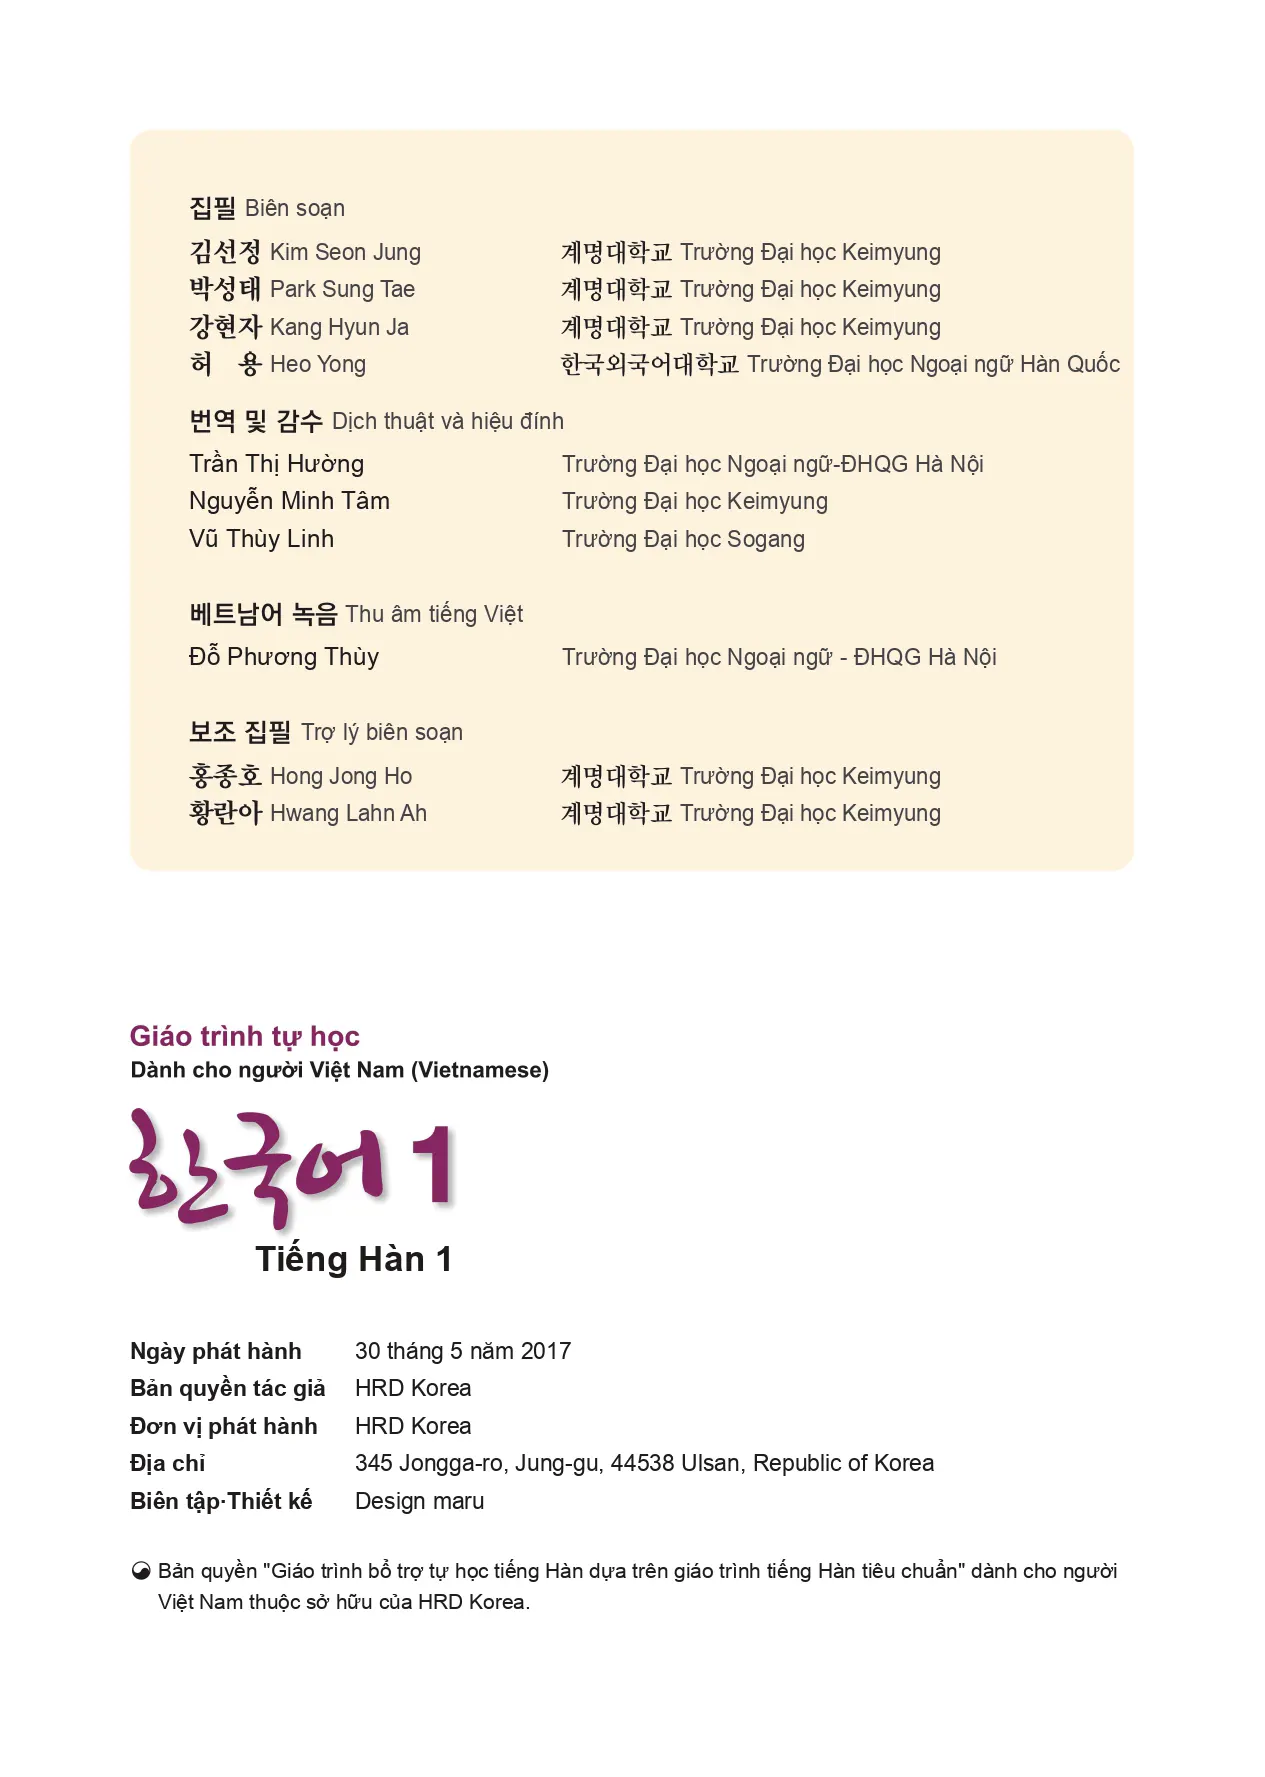 집필 Biên soạn
김선정 Kim Seon Jung 계명대학교 Trường Đại học Keimyung
박성태 Park Sung Tae 계명대학교 Trường Đại học Keimyung
강현자 Kang Hyun Ja 계명대학교 Trường Đại học Keimyung
허 용 Heo Yong 한국외국어대학교 Trường Đại học Ngoại ngữ Hàn Quốc
번역 및 감수 Dịch thuật và hiệu đính
Trần Thị Hường Trường Đại học Ngoại ngữ-ĐHQG Hà Nội
Nguyễn Minh Tâm Trường Đại học Keimyung
Vũ Thùy Linh Trường Đại học Sogang
베트남어 녹음 Thu âm tiếng Việt
Đỗ Phương Thùy Trường Đại học Ngoại ngữ - ĐHQG Hà Nội
보조 집필 Trợ lý biên soạn
홍종호 Hong Jong Ho 계명대학교 Trường Đại học Keimyung
황란아 Hwang Lahn Ah 계명대학교 Trường Đại học Keimyung
Giáo trình tự học
Dành cho người Việt Nam (Vietnamese)
한국어 1
Tiếng Hàn 1
Ngày phát hành 30 tháng 5 năm 2017
Bản quyền tác giả HRD Korea
Đơn vị phát hành HRD Korea
Địa chỉ 345 Jongga-ro, Jung-gu, 44538 Ulsan, Republic of Korea
Biên tập·Thiết kế Design maru
Bản quyền "Giáo trình bổ trợ tự học tiếng Hàn dựa trên giáo trình tiếng Hàn tiêu chuẩn" dành cho người
Việt Nam thuộc sở hữu của HRD Korea.